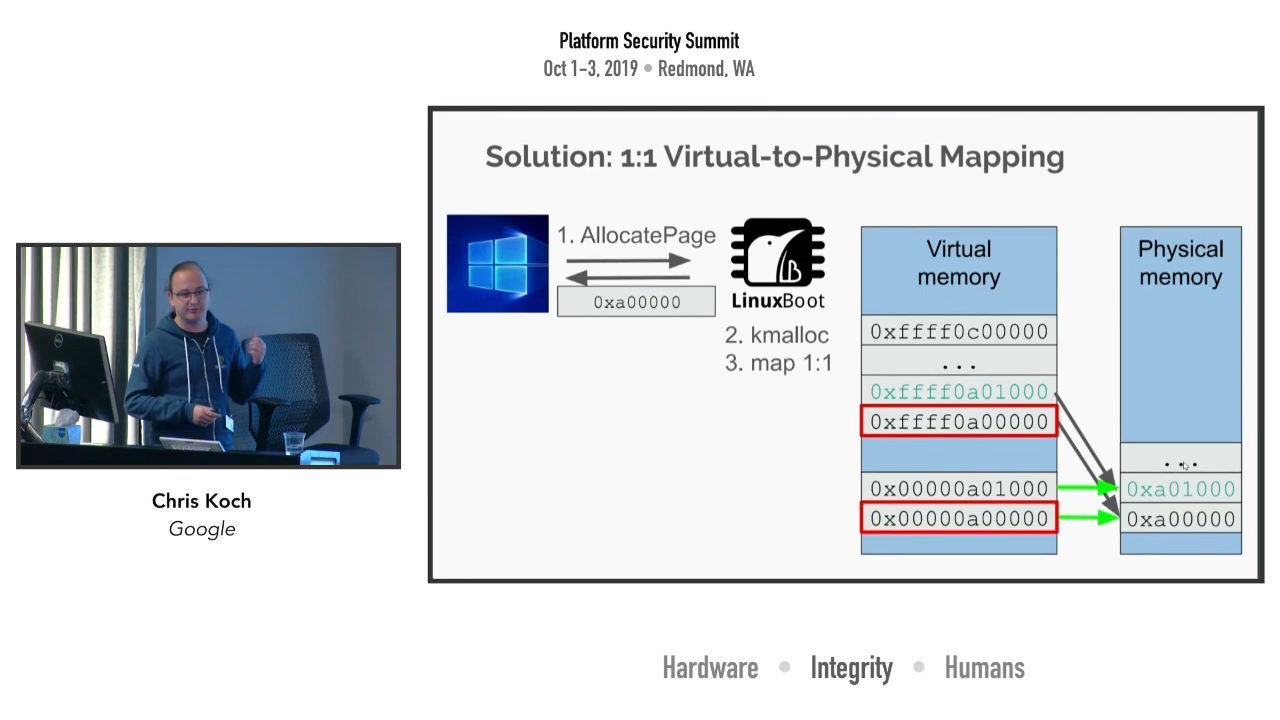 Platform Security Summit
Oct 1-3, 2019 • Redmond, WA
Solution: 1:1 Virtual-to-Physical Mapping
1. AllocatePage
0xa00000
LinuxBoot
2. kmalloc
3. map 1:1
Virtual
memory
0xffff0c00000
...
0xffff0a01000
0xffff0a00000
0x00000a01000
0x00000a00000
Physical
memory
...
0xa01000
0xa00000
Chris Koch
Google
Hardware • Integrity • Humans